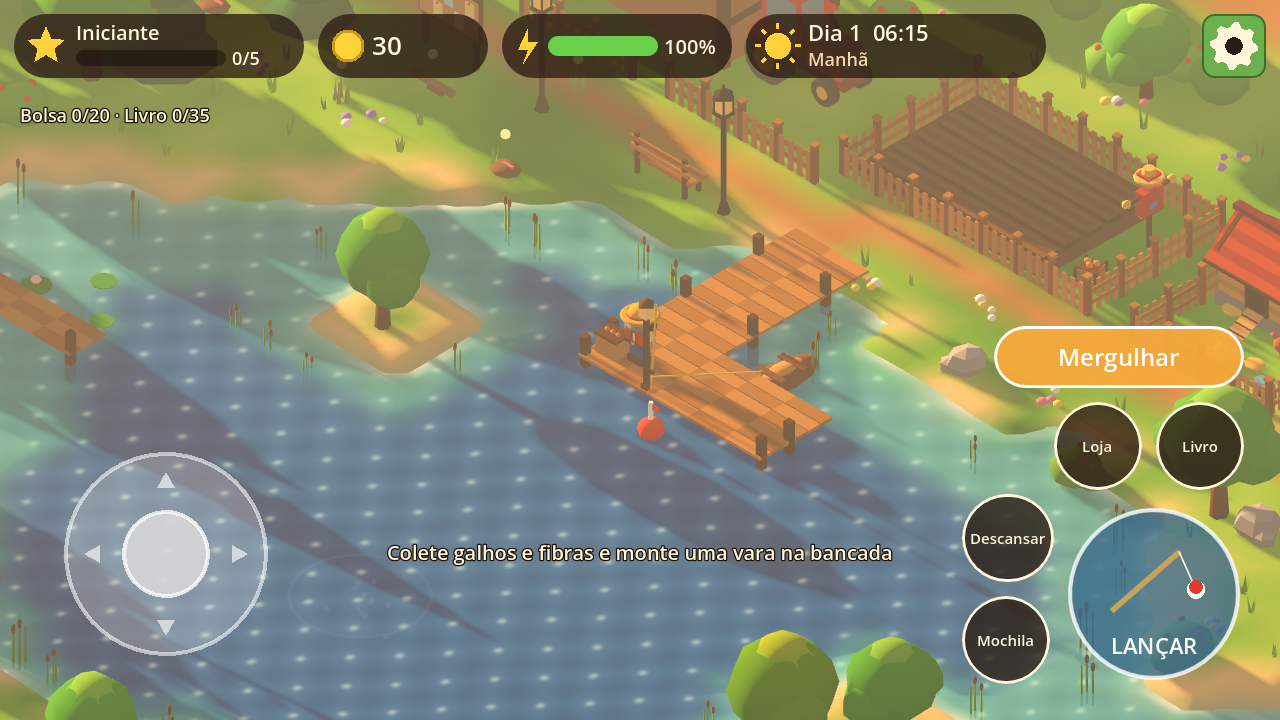 Iniciante
0/5
30
100%
Dia 1 06:15
Manhã
Bolsa 0/20 · Livro 0/35
Mergulhar
Loja
Livro
Descansar
Colete galhos e fibras e monte uma vara na bancada
Mochila
LANÇAR